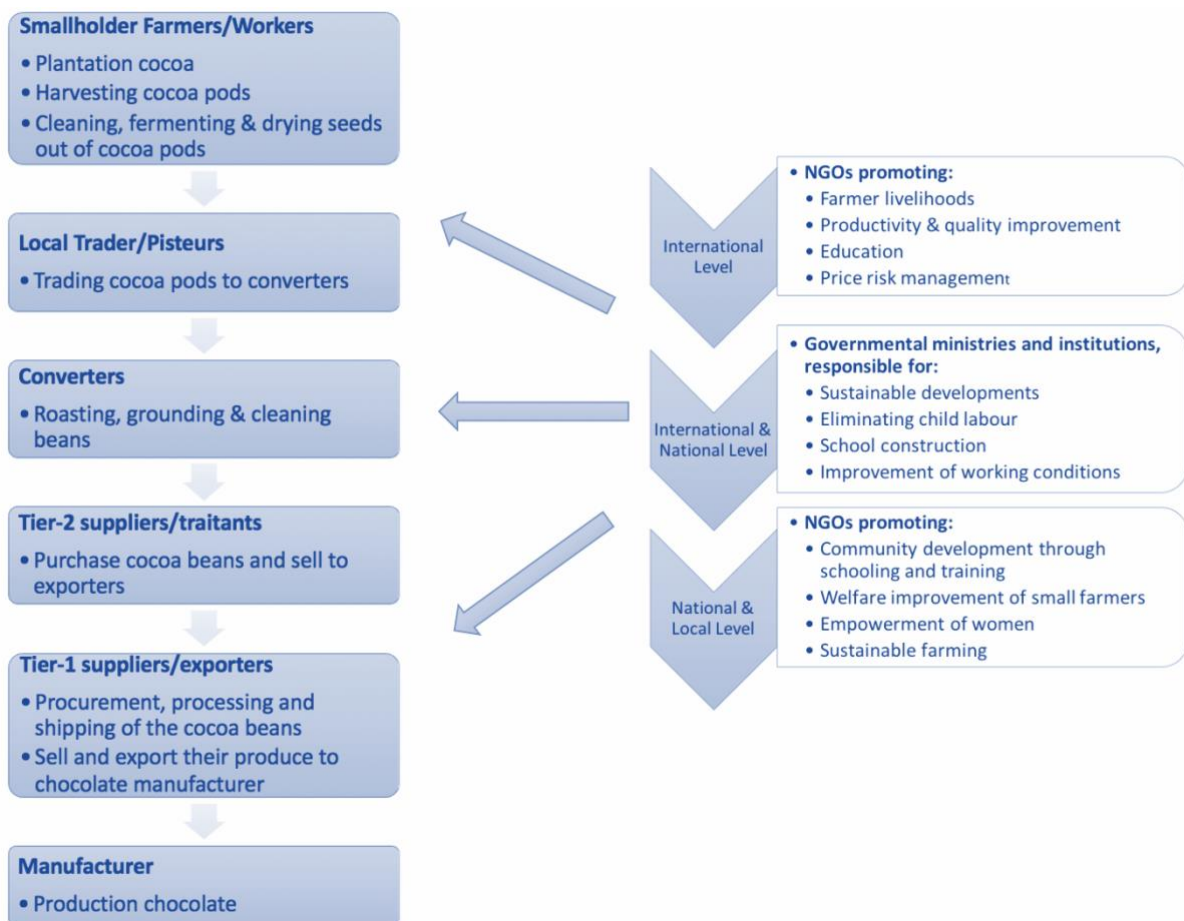 Smallholder Farmers/Workers
• Plantation cocoa
• Harvesting cocoa pods
• Cleaning, fermenting & drying seeds
out of cocoa pods
Local Trader/Pisteurs
• Trading cocoa pods to converters
Converters
• Roasting, grounding & cleaning
beans
Tier-2 suppliers/traitants
• Purchase cocoa beans and sell to
exporters
Tier-1 suppliers/exporters
• Procurement, processing and
shipping of the cocoa beans
• Sell and export their produce to
chocolate manufacturer
Manufacturer
• Production chocolate
International
Level
• NGOs promoting:
• Farmer livelihoods
• Productivity & quality improvement
• Education
• Price risk management
International &
National Level
• Governmental ministries and institutions,
responsible for:
• Sustainable developments
• Eliminating child labour
• School construction
• Improvement of working conditions
National &
Local Level
• NGOs promoting:
• Community development through
schooling and training
• Welfare improvement of small farmers
• Empowerment of women
• Sustainable farming